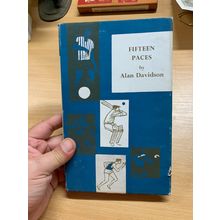 FIFTEEN
PACES
by
Alan Davidson